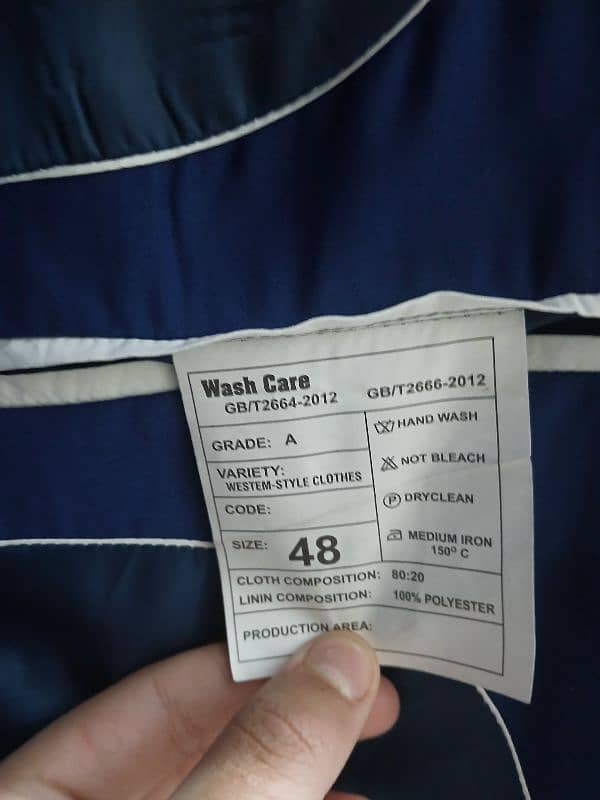 Wash Care
GB/T2664-2012 GB/T2666-2012
GRADE: A
VARIETY:
WESTEM-STYLE CLOTHES
CODE:
SIZE: 48
HAND WASH
NOT BLEACH
P DRYCLEAN
MEDIUM IRON
150° C
CLOTH COMPOSITION: 80:20
LININ COMPOSITION: 100% POLYESTER
PRODUCTION AREA: